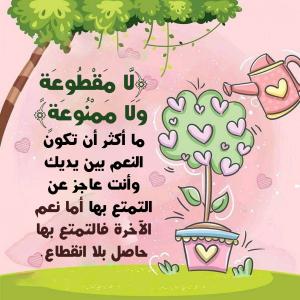 ﴿لَّا مَقْطُوعَة
وَلَا مَمْنُوعَة﴾
ما أكثر أن تكون
النعم بين يديك
وأنت عاجز عن
التمتع بها أما نعم
الآخرة فالتمتع بها
حاصل بلا انقطاع .